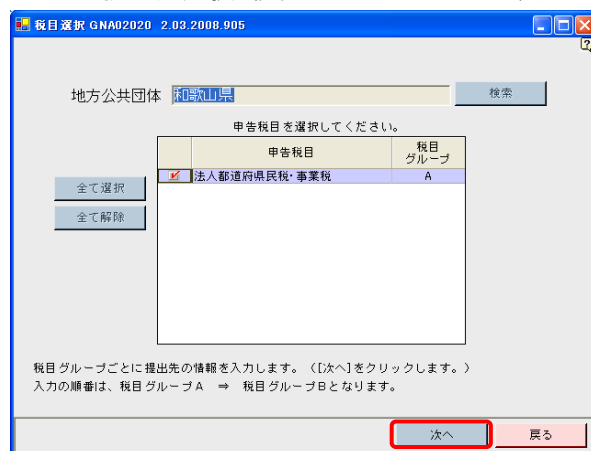 税目選択 GNA02020 2.03.2008.905
地方公共団体 和歌山県 検索
申告税目を選択してください。
申告税目 税目グループ
全て選択
全て解除
法人都道府県民税・事業税 A
税目グループごとに提出先の情報を入力します。（[次へ]をクリックします。）
入力の順番は、税目グループA ⇒ 税目グループBとなります。
次へ 戻る